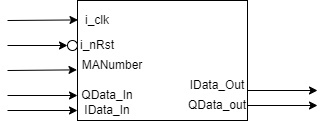 i_clk
i_nRst
MANumber
QData_In
IData_In
IData_Out
QData_out